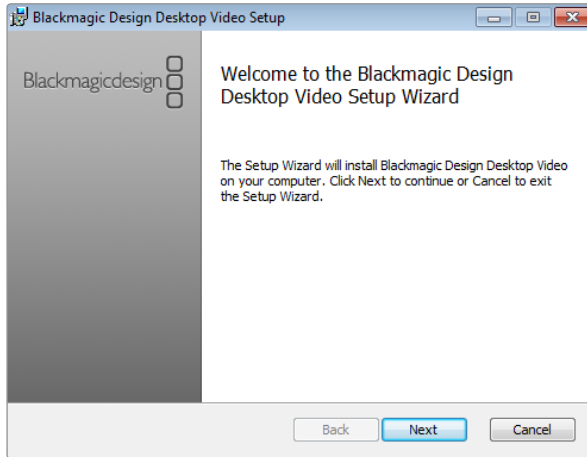 Blackmagic Design Desktop Video Setup
Blackmagicdesign
Welcome to the Blackmagic Design
Desktop Video Setup Wizard
The Setup Wizard will install Blackmagic Design Desktop Video
on your computer. Click Next to continue or Cancel to exit
the Setup Wizard.
Back Next Cancel